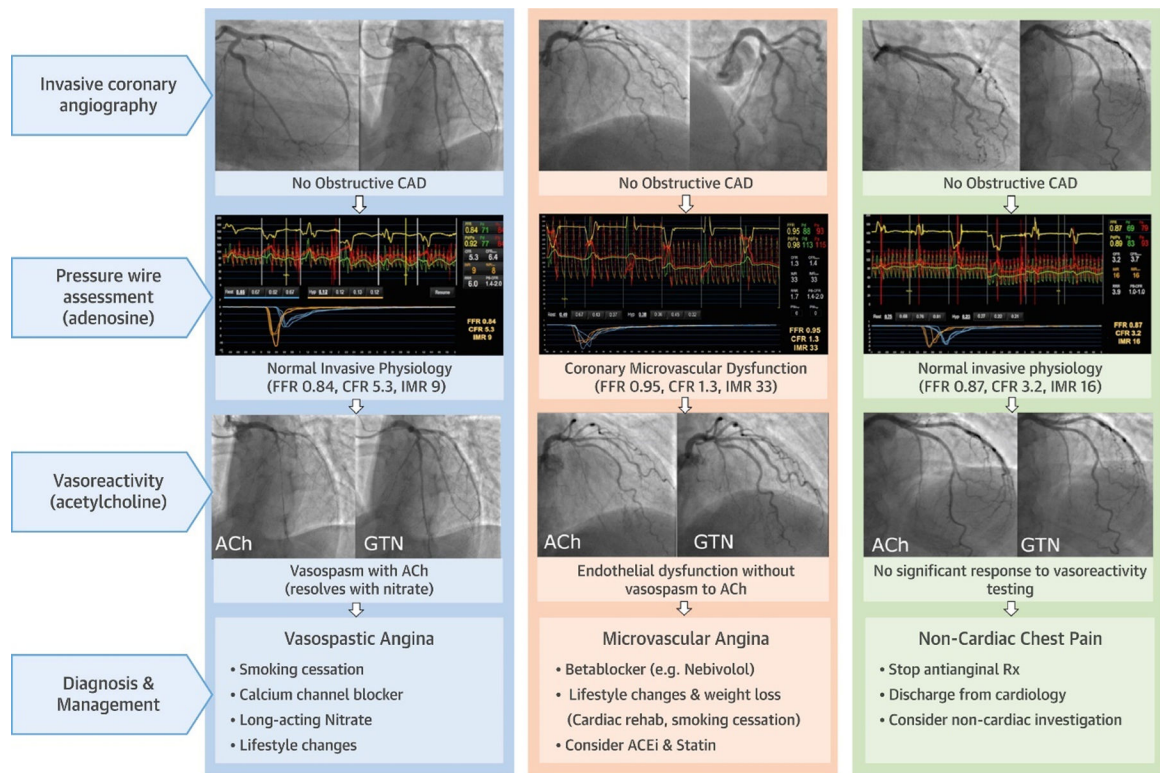 Invasive coronary
angiography
No Obstructive CAD
No Obstructive CAD
No Obstructive CAD
Pressure wire
assessment
(adenosine)
FFR 0.84
CFR 5.3
IMR 9
FFR 0.95
CFR 1.3
IMR 33
FFR 0.87
CFR 3.2
IMR 16
Normal Invasive Physiology
(FFR 0.84, CFR 5.3, IMR 9)
Coronary Microvascular Dysfunction
(FFR 0.95, CFR 1.3, IMR 33)
Normal invasive physiology
(FFR 0.87, CFR 3.2, IMR 16)
Vasoreactivity
(acetylcholine)
ACh
GTN
ACh
GTN
ACh
GTN
Vasospasm with ACh
(resolves with nitrate)
Endothelial dysfunction without
vasospasm to ACh
No significant response to vasoreactivity
testing
Diagnosis &
Management
Vasospastic Angina
• Smoking cessation
• Calcium channel blocker
• Long-acting Nitrate
• Lifestyle changes
Microvascular Angina
• Betablocker (e.g. Nebivolol)
• Lifestyle changes & weight loss
(Cardiac rehab, smoking cessation)
• Consider ACEi & Statin
Non-Cardiac Chest Pain
• Stop antianginal Rx
• Discharge from cardiology
• Consider non-cardiac investigation